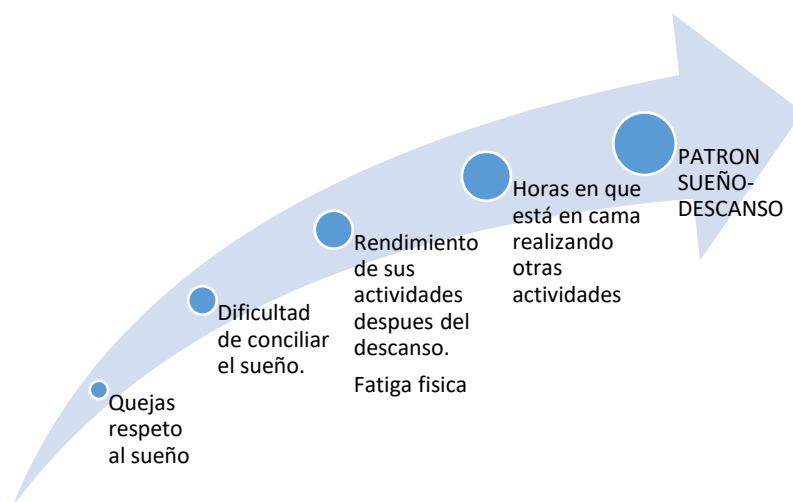 Quejas
respeto
al sueño
Dificultad
de conciliar
el sueño.
Rendimiento
de sus
actividades
despues del
descanso.
Fatiga fisica
Horas en que
está en cama
realizando
otras
actividades
PATRON
SUEÑO-
DESCANSO